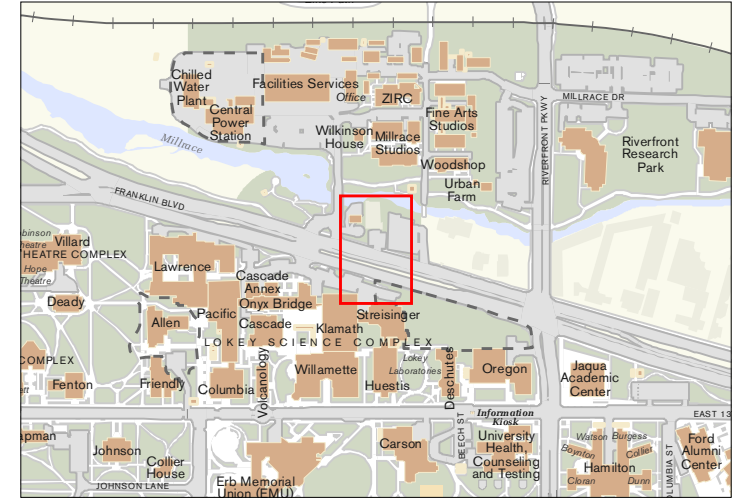 Chilled
Water
Plant
Facilities Services
Office
ZIRC
Central
Power
Station
Fine Arts
Studios
MILLRACE DR
Wilkinson
House
Millrace
Studios
Millrace
Woodshop
Urban
Farm
RIVERFRONT PKWY
Riverfront
Research
Park
FRANKLIN BLVD
Villard
THEATRE COMPLEX
Hope
Theatre
Lawrence
Cascade
Annex
Onyx Bridge
Deady
Allen
Pacific
Cascade
Klamath
Streisinger
LOKEY SCIENCE COMPLEX
COMPLEX
Fenton
Friendly
Columbia
Volcanology
Willamette
Huestis
Lokey
Laboratories
Deschutes
Oregon
Jaqua
Academic
Center
Information
Kiosk
EAST 13
Johnson
Collier
House
JOHNSON LANE
Erb Memorial
Union (EMU)
Carson
BEECH ST
University
Health,
Counseling
and Testing
Watson
Burgess
Boynton
Collier
Hamilton
Cloran
Dunn
Ford
Alumni
Center